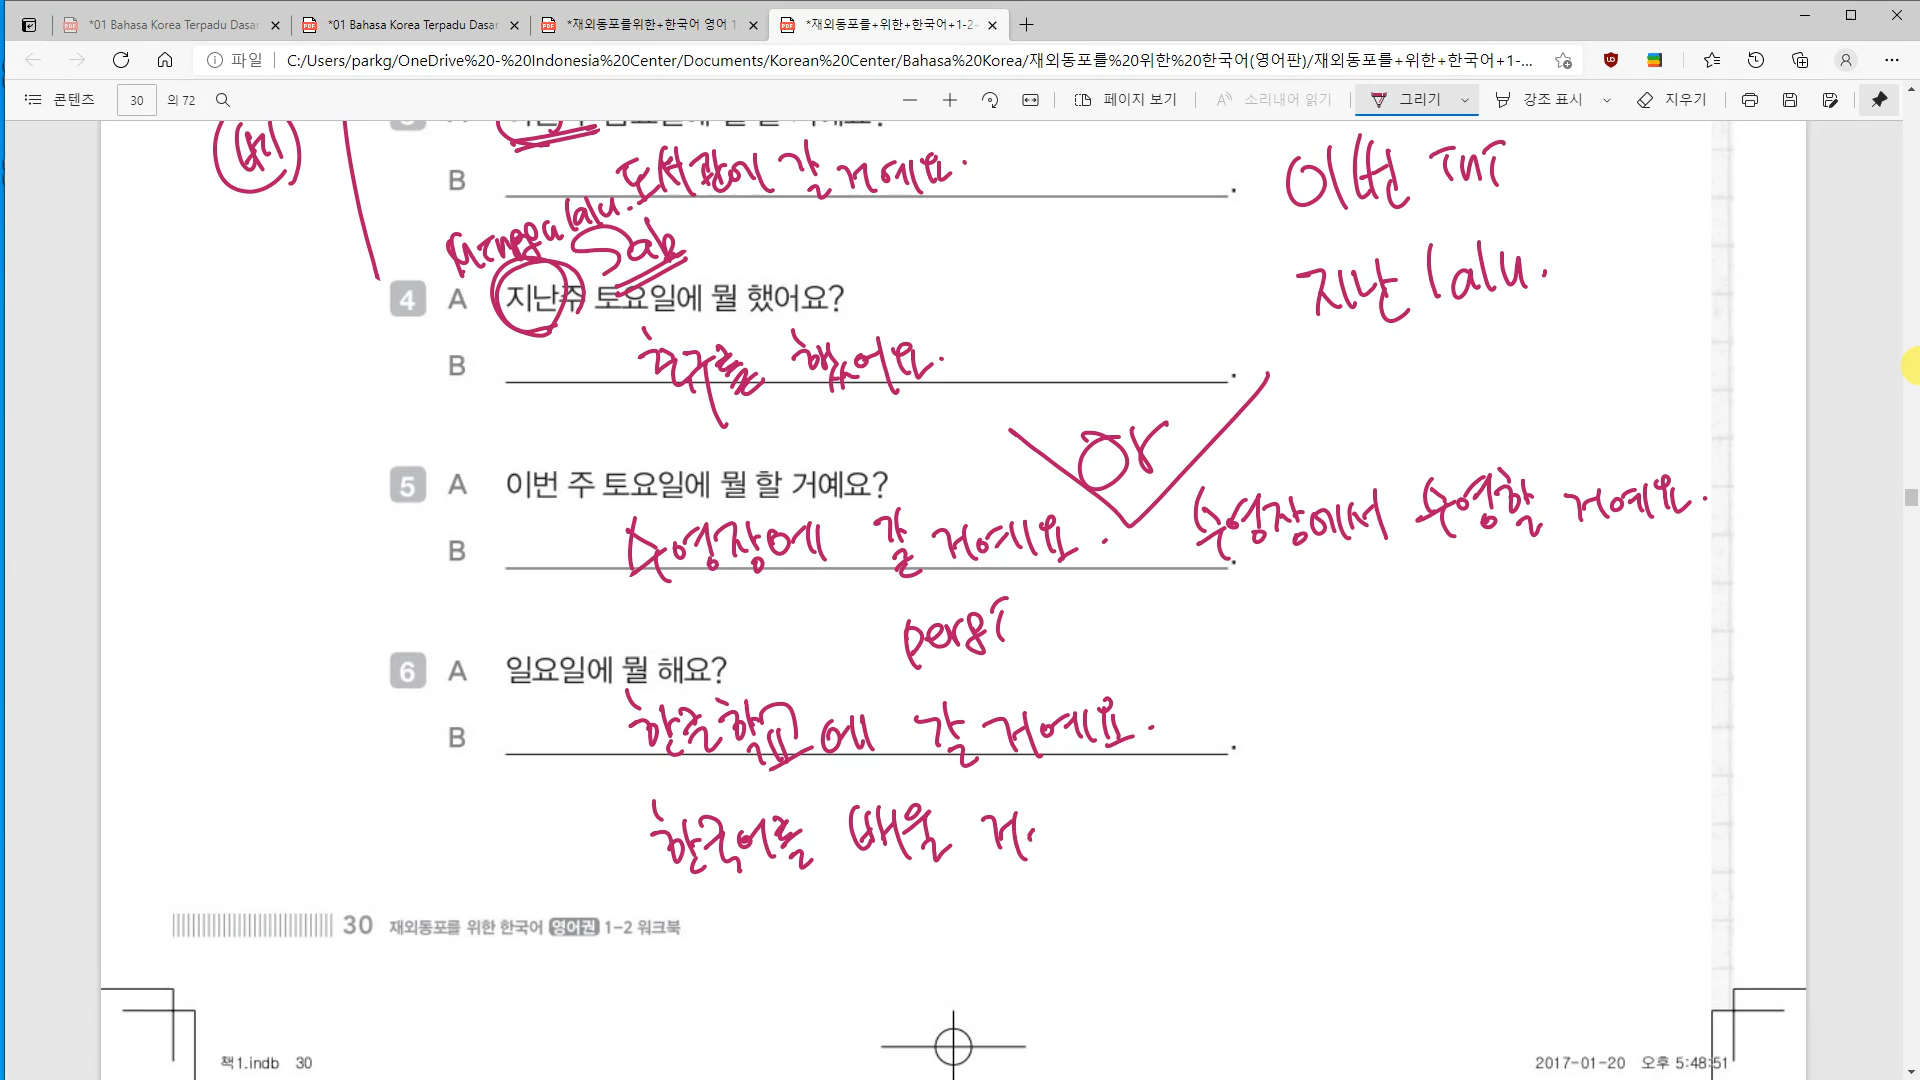 *01 Bahasa Korea Terpadu Dasar
*01 Bahasa Korea Terpadu Dasar
*재외동포를위한+한국어 영어 1
*재외동포를+위한+한국어+1-2-
파일
C:/Users/parkg/OneDrive%20-%20Indonesia%20Center/Documents/Korean%20Center/Bahasa%20Korea/재외동포를%20위한%20한국어(영어판)/재외동포를+위한+한국어+1-...
콘텐츠 30 의 72
페이지 보기
소리내어 읽기
그리기
강조 표시
지우기
B 도서관에 갈 거예요.
이번 ini
Minggu lalu. Sab
지난 lalu.
4 A 지난주 토요일에 뭘 했어요?
B 축구를 했어요.
or
5 A 이번 주 토요일에 뭘 할 거예요?
B 수영장에 갈 거예요. 수영장에서 수영할 거예요.
pergi
6 A 일요일에 뭘 해요?
B 한글학교에 갈 거예요.
한국어를 배울 거
30 재외동포를 위한 한국어 영어권 1-2 워크북
책1.indb 30
2017-01-20 오후 5:48:51